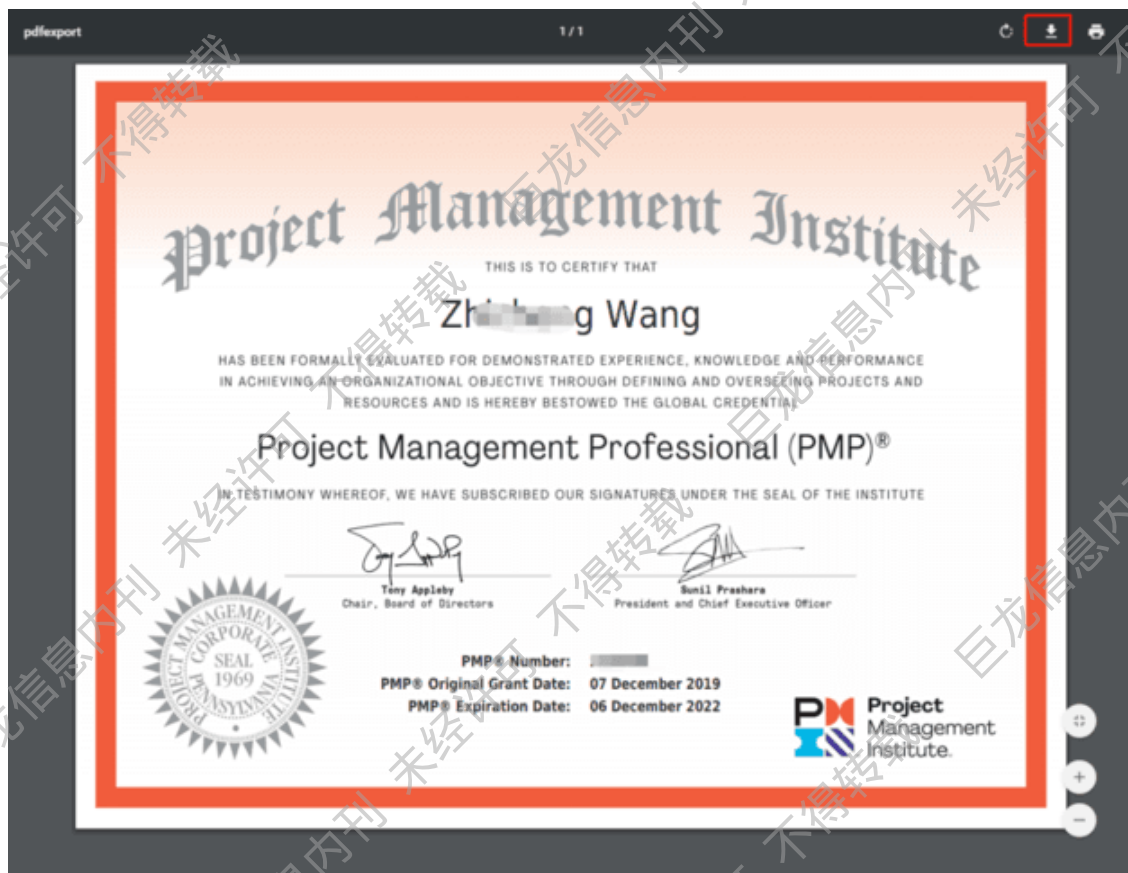 pdfexport
1 / 1
Project Management Institute
THIS IS TO CERTIFY THAT
Wang
HAS BEEN FORMALLY EVALUATED FOR DEMONSTRATED EXPERIENCE, KNOWLEDGE AND PERFORMANCE
IN ACHIEVING AN ORGANIZATIONAL OBJECTIVE THROUGH DEFINING AND OVERSEEING PROJECTS AND
RESOURCES AND IS HEREBY BESTOWED THE GLOBAL CREDENTIAL
Project Management Professional (PMP)®
IN TESTIMONY WHEREOF, WE HAVE SUBSCRIBED OUR SIGNATURES UNDER THE SEAL OF THE INSTITUTE
Tony Appleby
Chair, Board of Directors
Sunil Prashara
President and Chief Executive Officer
PROJECT MANAGEMENT INSTITUTE
CORPORATE
SEAL
1969
PENNSYLVANIA
PMP® Number:
PMP® Original Grant Date: 07 December 2019
PMP® Expiration Date: 06 December 2022
PMI
Project
Management
Institute.
巨龙信息内刊 未经许可 不得转载